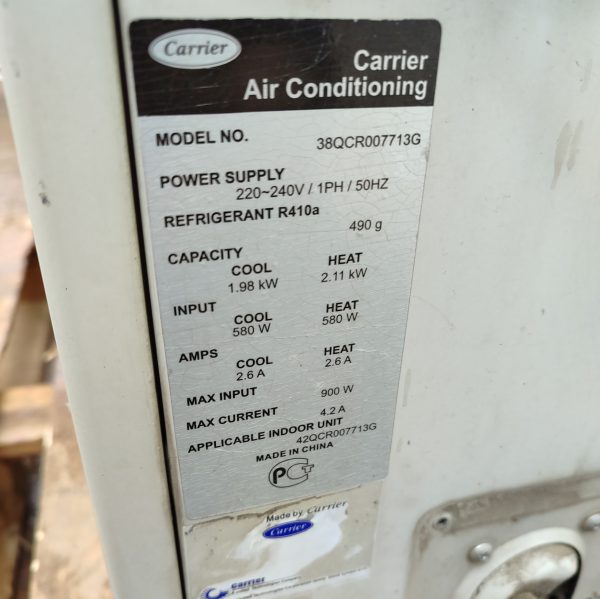 Carrier
Carrier
Air Conditioning
MODEL NO. 38QCR007713G
POWER SUPPLY
220~240V / 1PH / 50HZ
REFRIGERANT R410a
490 g
CAPACITY
COOL HEAT
1.98 kW 2.11 kW
INPUT
COOL HEAT
580 W 580 W
AMPS
COOL HEAT
2.6 A 2.6 A
MAX INPUT 900 W
MAX CURRENT 4.2 A
APPLICABLE INDOOR UNIT
42QCR007713G
MADE IN CHINA
PCT
Made by Carrier
Carrier
carrier